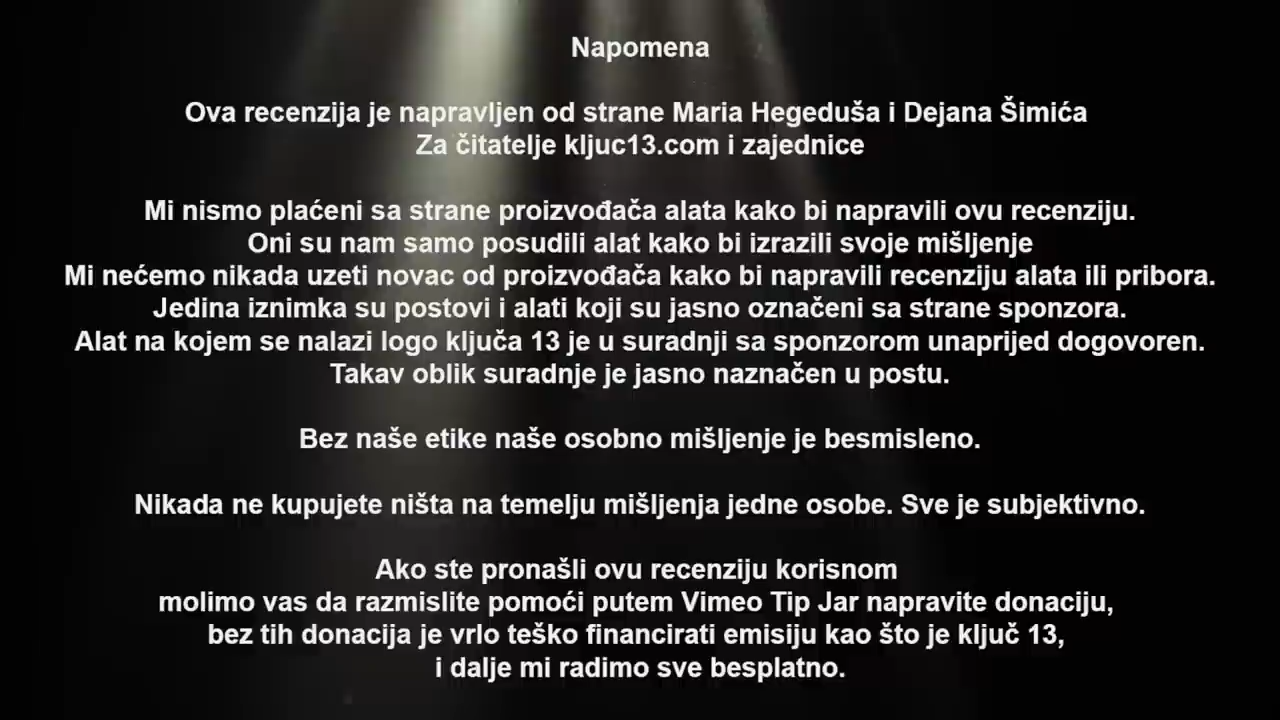 Napomena
Ova recenzija je napravljen od strane Maria Hegeduša i Dejana Šimića
Za čitatelje kljuc13.com i zajednice
Mi nismo plaćeni sa strane proizvođača alata kako bi napravili ovu recenziju.
Oni su nam samo posudili alat kako bi izrazili svoje mišljenje
Mi nećemo nikada uzeti novac od proizvođača kako bi napravili recenziju alata ili pribora.
Jedina iznimka su postovi i alati koji su jasno označeni sa strane sponzora.
Alat na kojem se nalazi logo ključa 13 je u suradnji sa sponzorom unaprijed dogovoren.
Takav oblik suradnje je jasno naznačen u postu.
Bez naše etike naše osobno mišljenje je besmisleno.
Nikada ne kupujete ništa na temelju mišljenja jedne osobe. Sve je subjektivno.
Ako ste pronašli ovu recenziju korisnom
molimo vas da razmislite pomoći putem Vimeo Tip Jar napravite donaciju,
bez tih donacija je vrlo teško financirati emisiju kao što je ključ 13,
i dalje mi radimo sve besplatno.